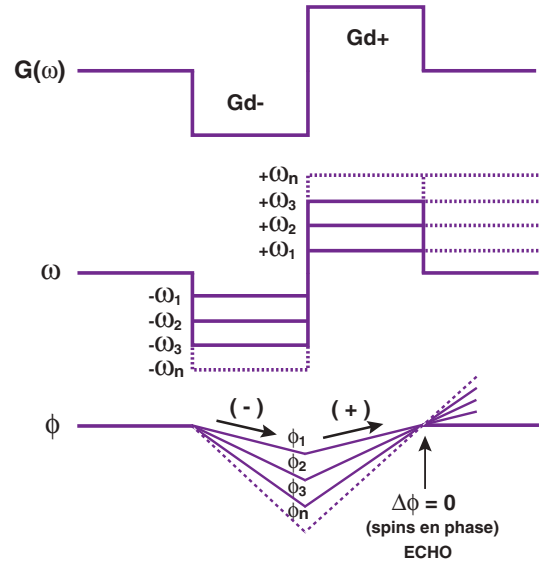 Gd+
G(ω)
Gd-
+ωn
+ω3
+ω2
+ω1
ω
-ω1
-ω2
-ω3
-ωn
(-) (+)
ϕ
ϕ1
ϕ2
ϕ3
ϕn
Δϕ = 0
(spins en phase)
ECHO